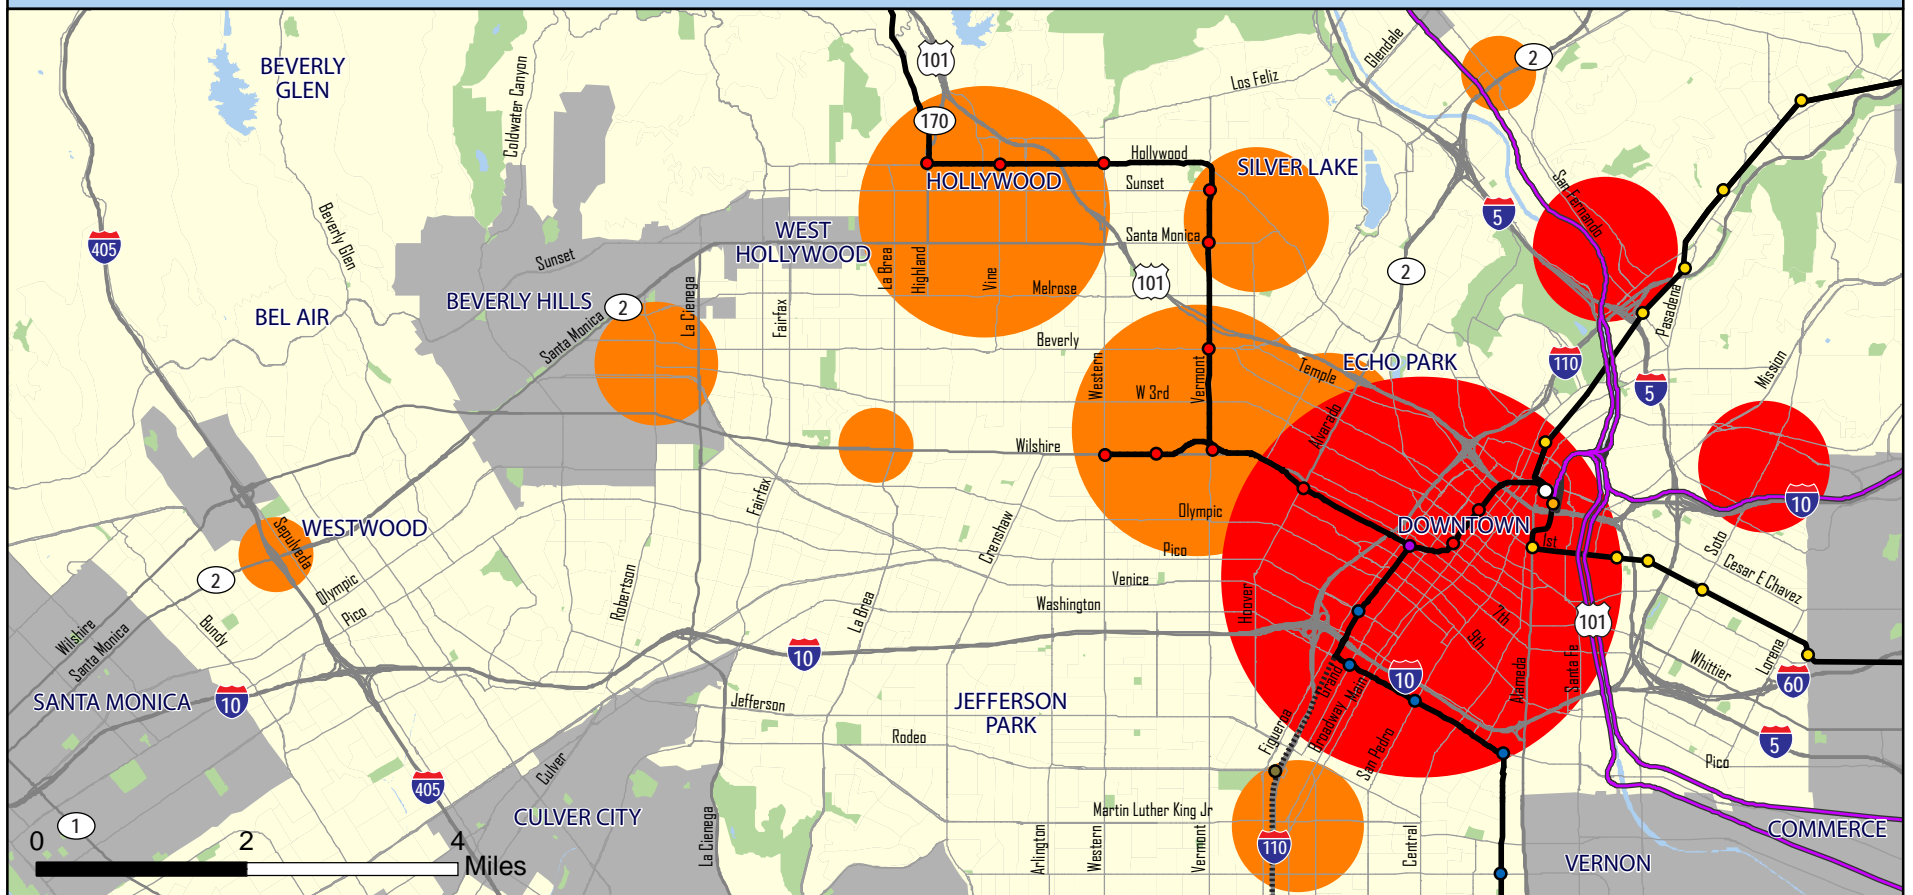 BEVERLY
GLEN
Coldwater Canyon
101
170
Los Feliz
Glendale
2
Hollywood
HOLLYWOOD
Sunset
SILVER LAKE
San Fernando
5
405
Beverly Glen
Sunset
WEST
HOLLYWOOD
La Brea
Highland
Vine
Santa Monica
Melrose
101
2
BEVERLY HILLS
2
Santa Monica
La Cienega
Fairfax
BEL AIR
Beverly
Western
W 3rd
Vermont
Temple
ECHO PARK
110
5
Pasadena
Mission
Alvarado
Wilshire
Olympic
Pico
DOWNTOWN
1st
10
Soto
Cesar E Chavez
WESTWOOD
Sepulveda
2
Olympic
Pico
Bundy
Wilshire
Santa Monica
Fairfax
Crenshaw
Robertson
La Brea
Venice
Washington
Hoover
7th
9th
101
10
10
Grand
Main
Broadway
Figueroa
San Pedro
Alameda
Santa Fe
Whittier
Lorena
60
5
Pico
SANTA MONICA
10
Jefferson
JEFFERSON
PARK
Rodeo
Culver
405
CULVER CITY
La Cienega
Martin Luther King Jr
Arlington
Western
Vermont
110
Central
VERNON
COMMERCE
1
0 2 4
Miles